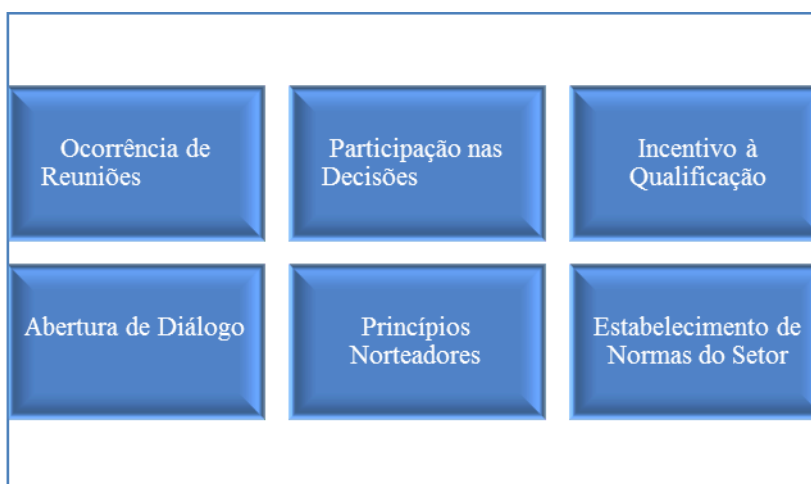 Ocorrência de
Reuniões
Participação nas
Decisões
Incentivo à
Qualificação
Abertura de Diálogo
Princípios
Norteadores
Estabelecimento de
Normas do Setor